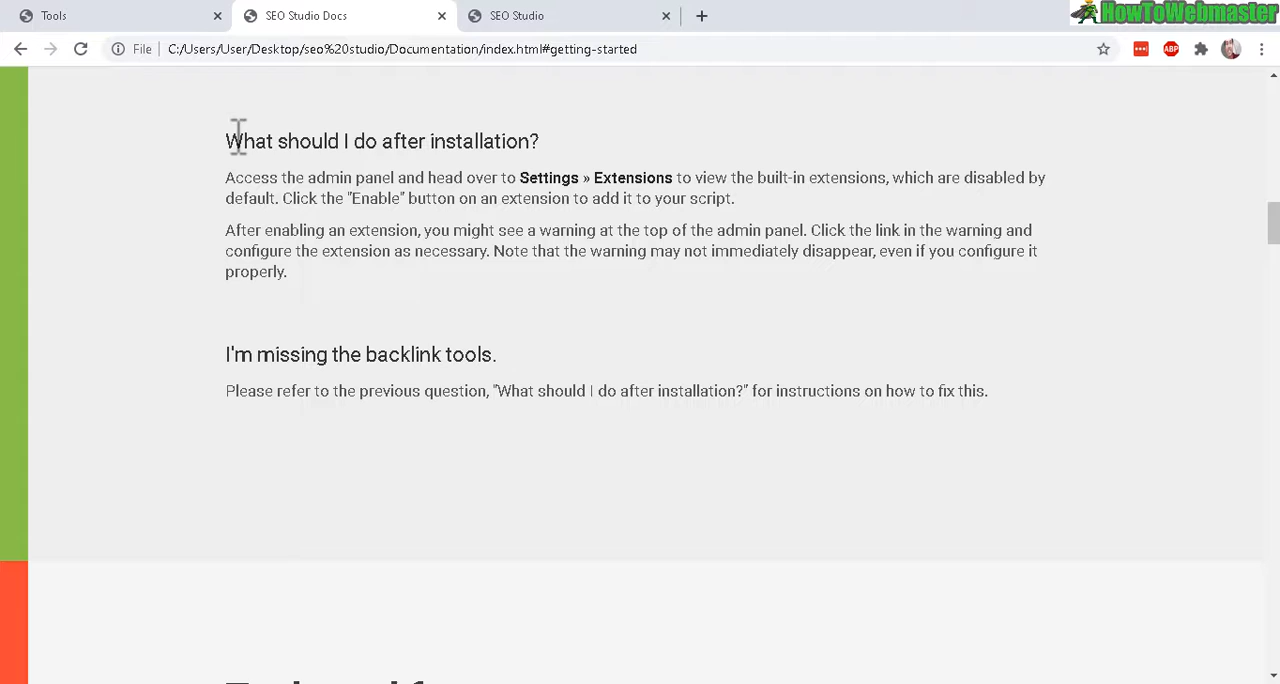 Tools
SEO Studio Docs
SEO Studio
HowToWebmaster
File
C:/Users/User/Desktop/seo%20studio/Documentation/index.html#getting-started
ABP
What should I do after installation?
Access the admin panel and head over to Settings » Extensions to view the built-in extensions, which are disabled by
default. Click the "Enable" button on an extension to add it to your script.
After enabling an extension, you might see a warning at the top of the admin panel. Click the link in the warning and
configure the extension as necessary. Note that the warning may not immediately disappear, even if you configure it
properly.
I'm missing the backlink tools.
Please refer to the previous question, "What should I do after installation?" for instructions on how to fix this.